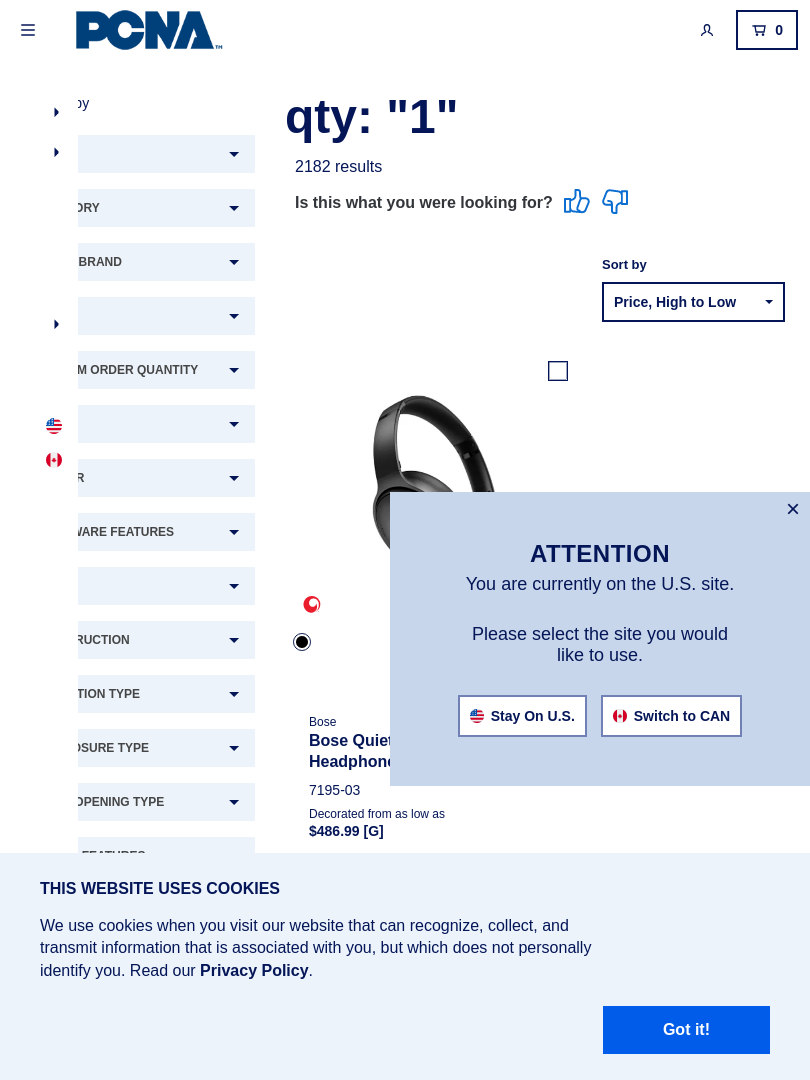 PCNA™
0
by
qty: "1"
2182 results
Is this what you were looking for?
ORY
BRAND
Sort by
Price, High to Low
M ORDER QUANTITY
R
WARE FEATURES
RUCTION
TION TYPE
OSURE TYPE
OPENING TYPE
FEATURES
ATTENTION
You are currently on the U.S. site.
Please select the site you would
like to use.
Stay On U.S.
Switch to CAN
Bose
Bose Quiet
Headphone
7195-03
Decorated from as low as
$486.99 [G]
THIS WEBSITE USES COOKIES
We use cookies when you visit our website that can recognize, collect, and
transmit information that is associated with you, but which does not personally
identify you. Read our Privacy Policy.
Got it!